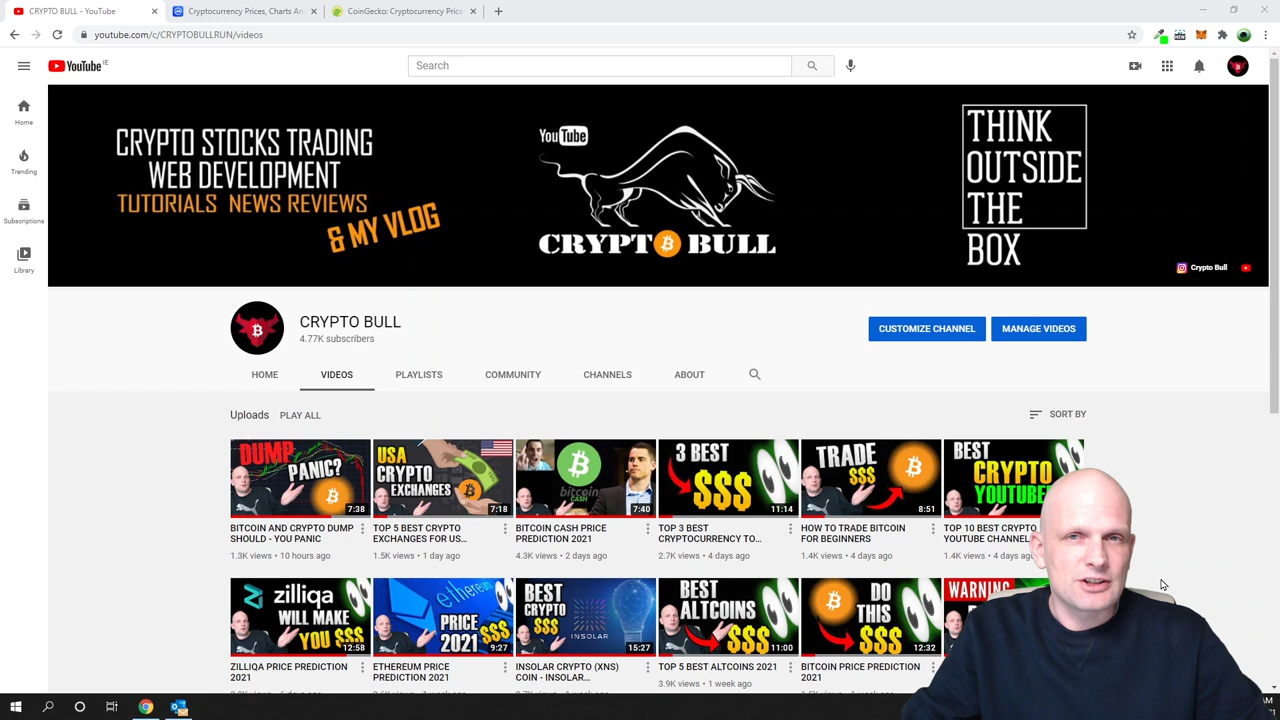 CRYPTO BULL - YouTube
Cryptocurrency Prices, Charts An
CoinGecko: Cryptocurrency Price
youtube.com/c/CRYPTOBULLRUN/videos
YouTube IE
Search
Home
Trending
Subscriptions
Library
CRYPTO STOCKS TRADING
WEB DEVELOPMENT
TUTORIALS NEWS REVIEWS
& MY VLOG
YouTube
CRYPT BULL
THINK
OUTSIDE
THE
BOX
Crypto Bull
CRYPTO BULL
4.77K subscribers
CUSTOMIZE CHANNEL
MANAGE VIDEOS
HOME
VIDEOS
PLAYLISTS
COMMUNITY
CHANNELS
ABOUT
Uploads
PLAY ALL
SORT BY
DUMP
PANIC?
7:38
USA
CRYPTO
EXCHANGES
7:18
bitcoin
CASH
7:40
3 BEST
$$$
11:14
TRADE
$$$
8:51
BEST
CRYPTO
YOUTUBE
BITCOIN AND CRYPTO DUMP
SHOULD - YOU PANIC
1.3K views • 10 hours ago
TOP 5 BEST CRYPTO
EXCHANGES FOR US...
1.5K views • 1 day ago
BITCOIN CASH PRICE
PREDICTION 2021
4.3K views • 2 days ago
TOP 3 BEST
CRYPTOCURRENCY TO...
2.7K views • 4 days ago
HOW TO TRADE BITCOIN
FOR BEGINNERS
1.4K views • 4 days ago
TOP 10 BEST CRYPTO
YOUTUBE CHANNEL
1.4K views • 4 days
zilliqa
WILL MAKE
YOU $$$
12:58
ethereum
PRICE
2021 $$$
9:27
BEST
CRYPTO
$$$
INSOLAR
15:27
BEST
ALTCOINS
$$$
11:00
DO
THIS
$$$
12:32
WARNING
ZILLIQA PRICE PREDICTION
2021
ETHEREUM PRICE
PREDICTION 2021
INSOLAR CRYPTO (XNS)
COIN - INSOLAR...
TOP 5 BEST ALTCOINS 2021
3.9K views • 1 week ago
BITCOIN PRICE PREDICTION
2021